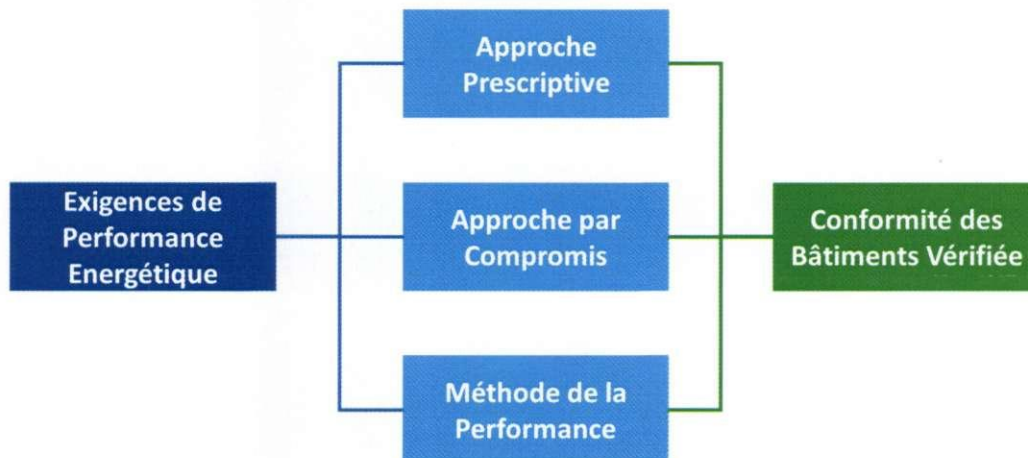 Approche
Prescriptive
Exigences de
Performance
Energétique
Approche par
Compromis
Conformité des
Bâtiments Vérifiée
Méthode de la
Performance